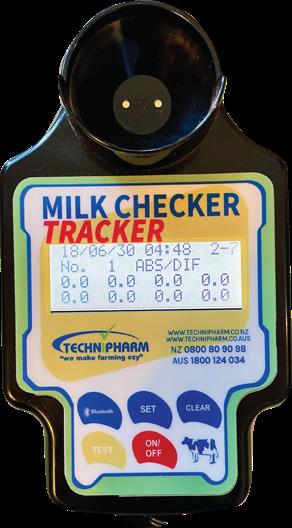 MILK CHECKER
TRACKER
18/06/30 04:48 2-7
No. 1 ABS/DIF
0.0 0.0 0.0 0.0
0.0 0.0 0.0 0.0
TECHNIPHARM
"we make farming ezy"
WWW.TECHNIPHARM.CO.NZ
WWW.TECHNIPHARM.CO.AUS
NZ 0800 80 90 98
AUS 1800 124 034
Bluetooth SET CLEAR
TEST ON/
OFF